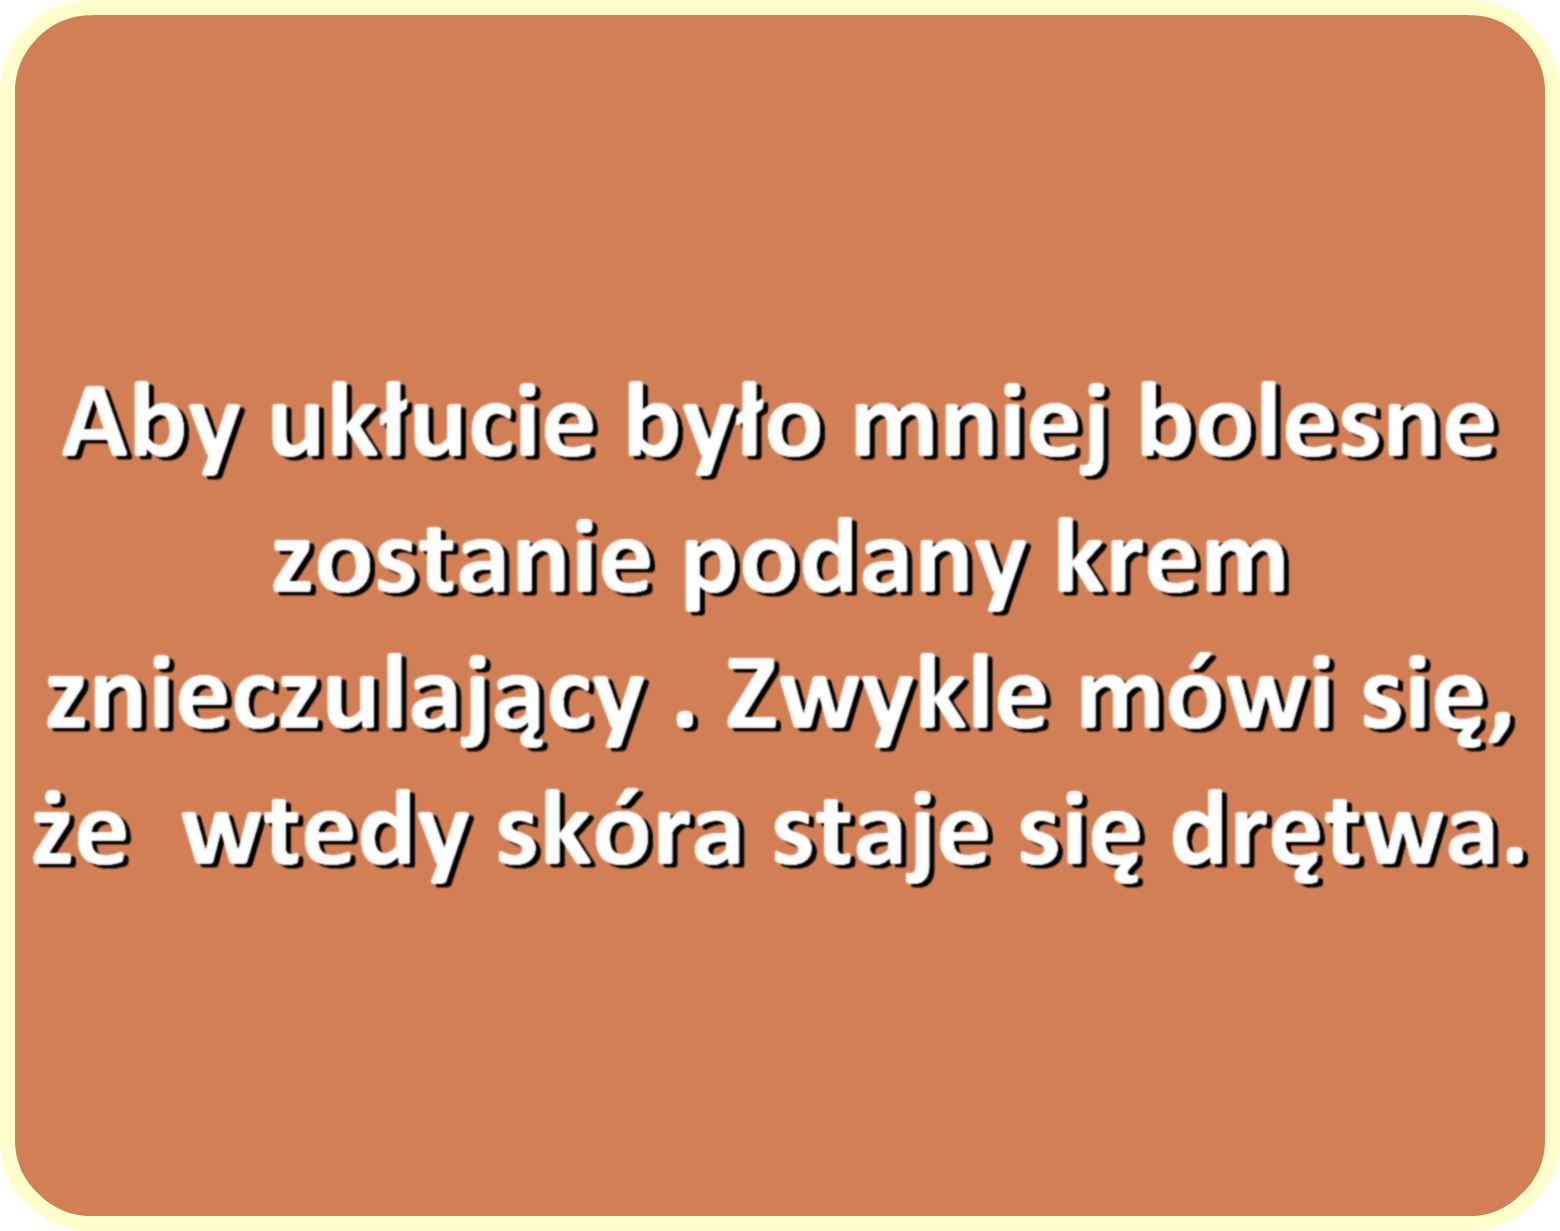 Aby ukłucie było mniej bolesne
zostanie podany krem
znieczulający . Zwykle mówi się,
że  wtedy skóra staje się drętwa.